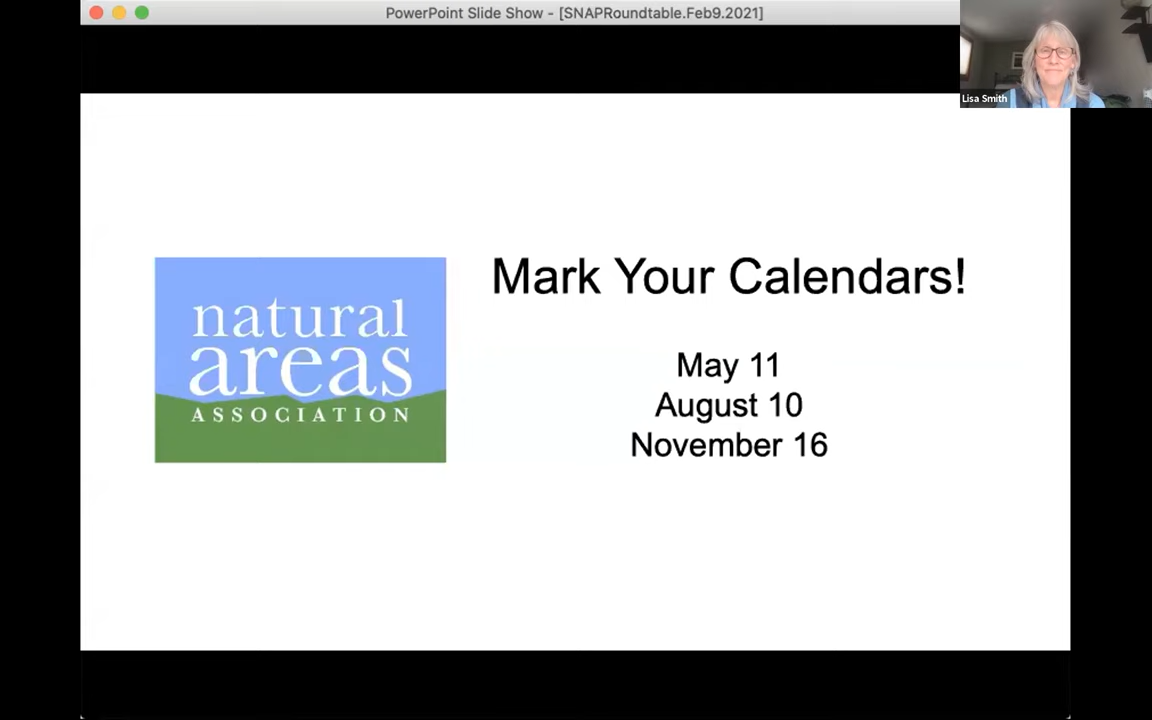 PowerPoint Slide Show - [SNAPRoundtable.Feb9.2021]
Lisa Smith
Mark Your Calendars!
natural
areas
ASSOCIATION
May 11
August 10
November 16